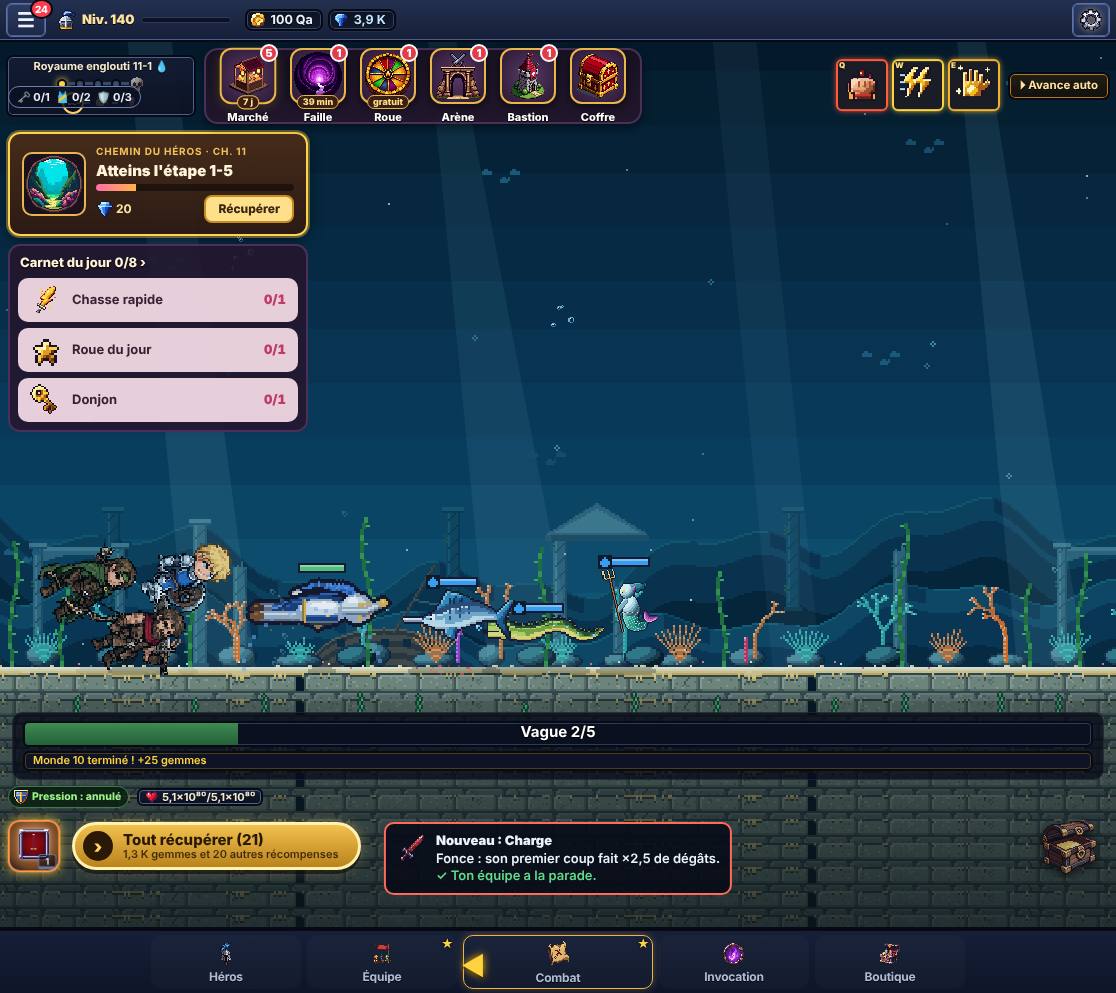 24
Niv. 140
100 Qa
3,9 K
Royaume englouti 11-1
0/1 0/2 0/3
5
7 j
Marché
1
39 min
Faille
1
gratuit
Roue
1
Arène
1
Bastion
Coffre
Q
W
E
Avance auto
CHEMIN DU HÉROS · CH. 11
Atteins l'étape 1-5
20
Récupérer
Carnet du jour 0/8 ›
Chasse rapide 0/1
Roue du jour 0/1
Donjon 0/1
Vague 2/5
Monde 10 terminé ! +25 gemmes
Pression : annulé
5,1×10⁸⁰/5,1×10⁸⁰
1
Tout récupérer (21)
1,3 K gemmes et 20 autres récompenses
Nouveau : Charge
Fonce : son premier coup fait ×2,5 de dégâts.
✓ Ton équipe a la parade.
Héros
Équipe
Combat
Invocation
Boutique